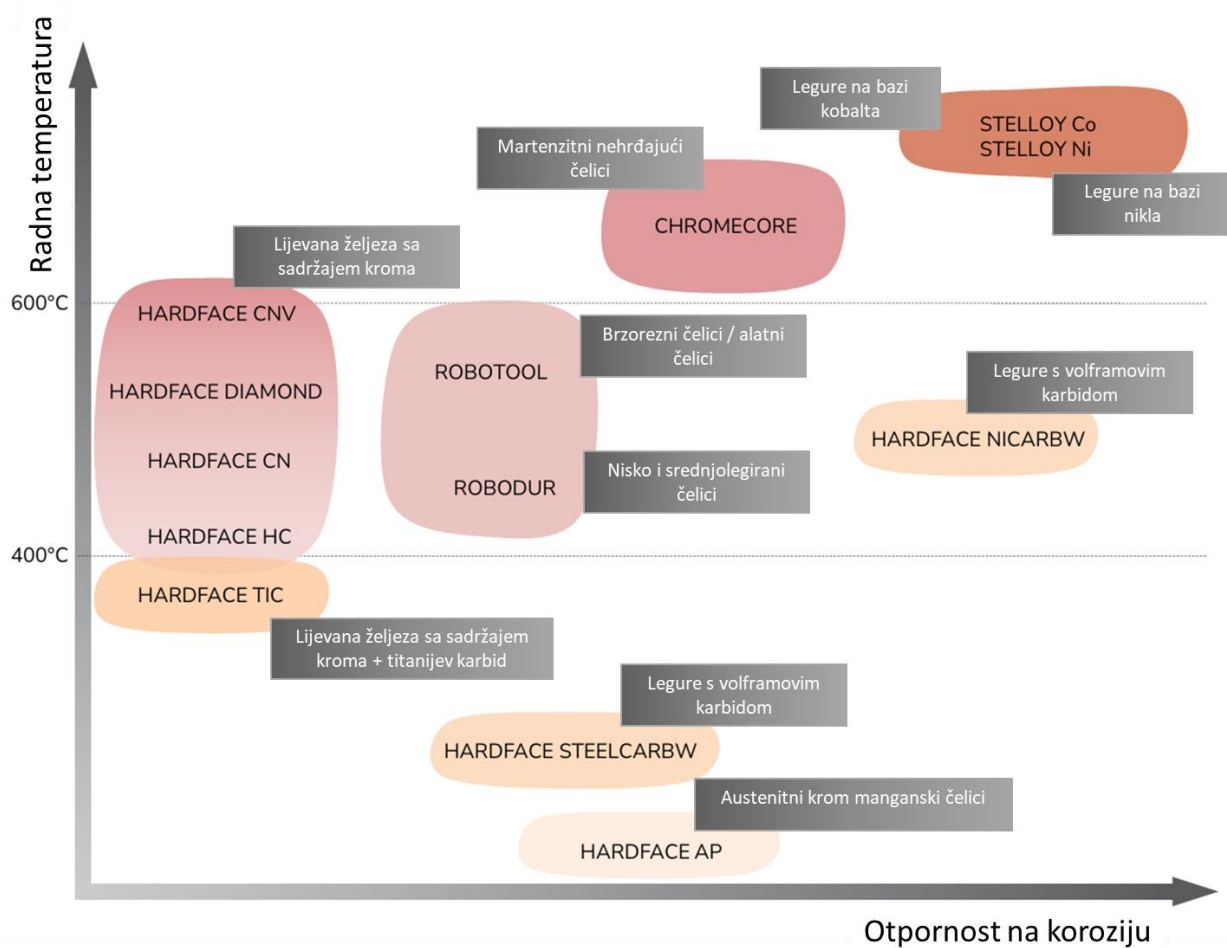 Radna temperatura
Legure na bazi
kobalta
STELLOY Co
STELLOY Ni
Legure na bazi
nikla
Martenzitni nehrđajući
čelici
CHROMECORE
Lijevana željeza sa
sadržajem kroma
600°C
HARDFACE CNV
HARDFACE DIAMOND
HARDFACE CN
HARDFACE HC
ROBOTOOL
Brzorezni čelici / alatni
čelici
ROBODUR
Nisko i srednjolegirani
čelici
Legure s volframovim
karbidom
HARDFACE NICARBW
400°C
HARDFACE TIC
Lijevana željeza sa sadržajem
kroma + titanijev karbid
Legure s volframovim
karbidom
HARDFACE STEELCARBW
Austenitni krom manganski čelici
HARDFACE AP
Otpornost na koroziju